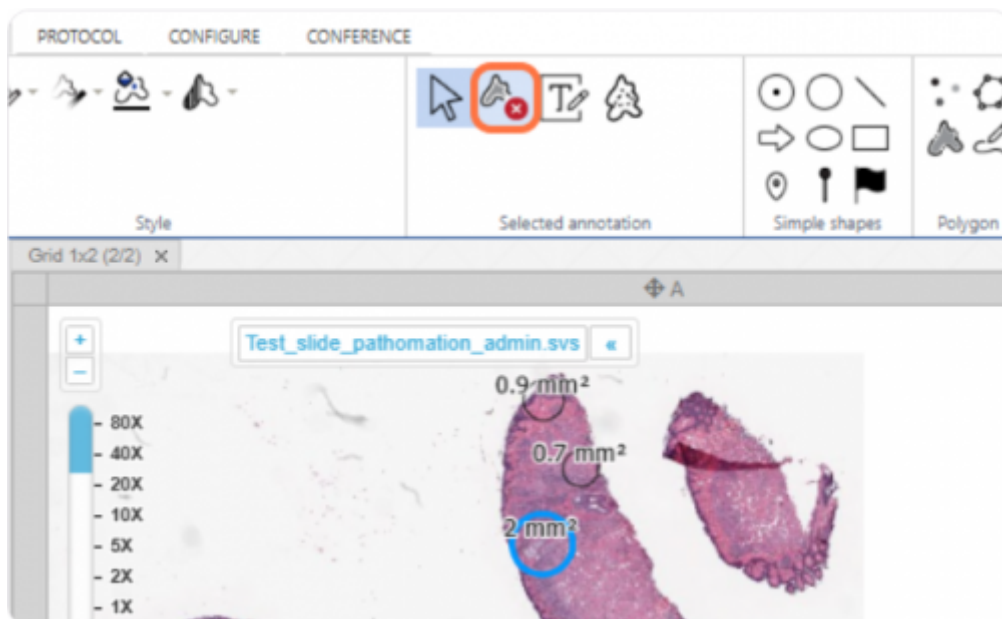 PROTOCOL CONFIGURE CONFERENCE
Style Selected annotation Simple shapes Polygon
Grid 1x2 (2/2) ×
A
+
Test_slide_pathomation_admin.svs «
−
0.9 mm²
80X
40X
0.7 mm²
20X
10X
2 mm²
5X
2X
1X